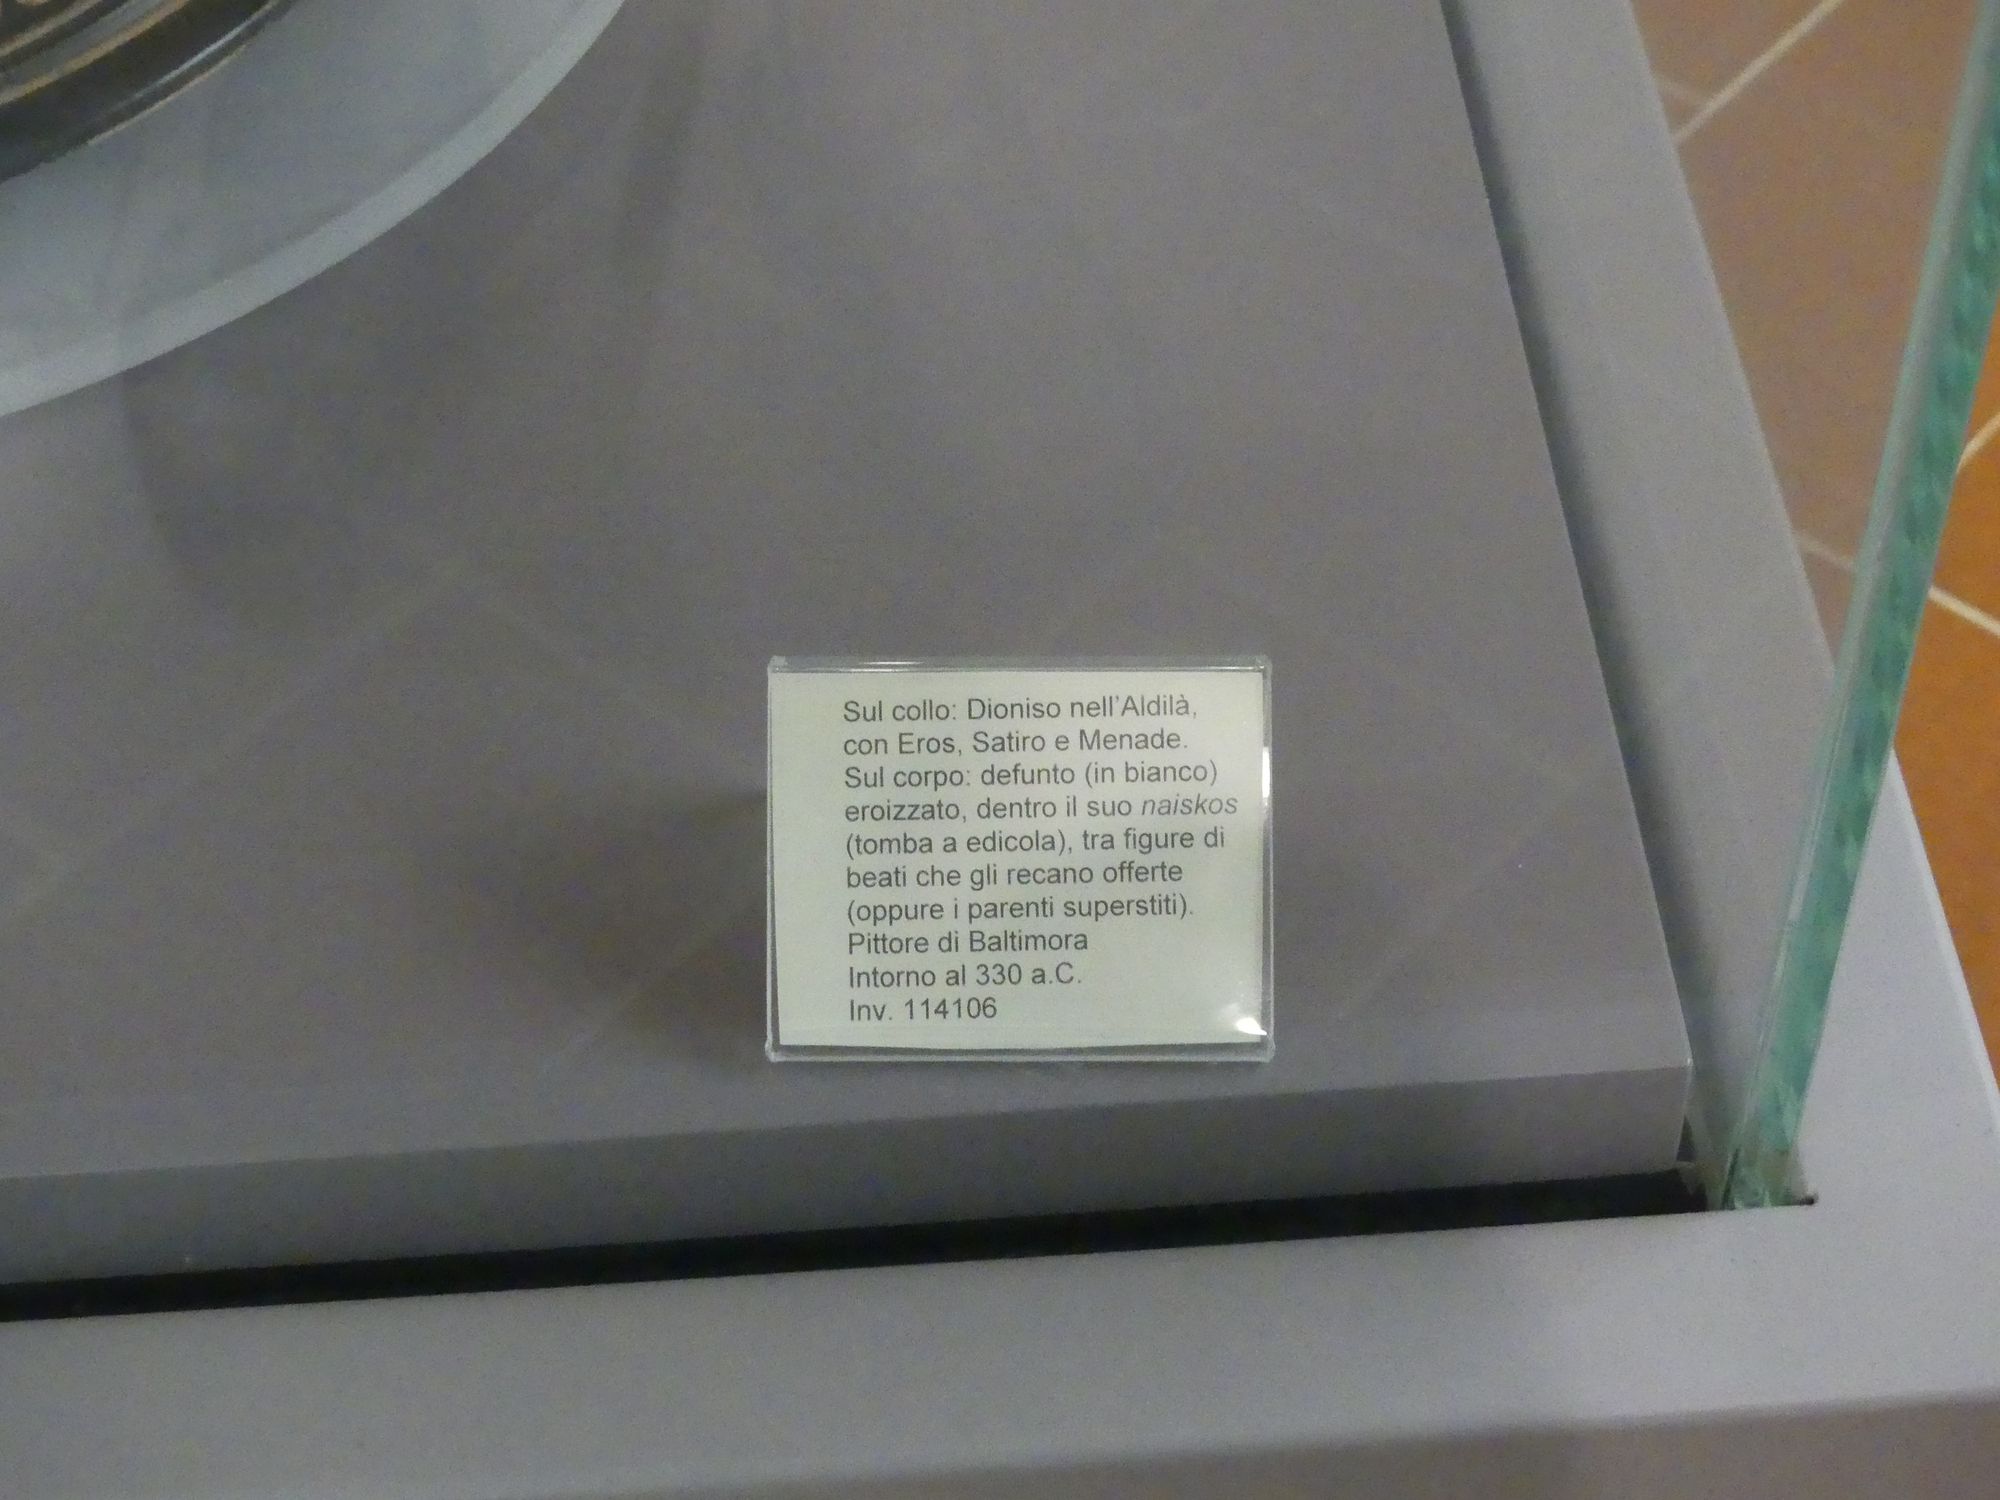 Sul collo: Dioniso nell'Aldilà,
con Eros, Satiro e Menade.
Sul corpo: defunto (in bianco)
eroizzato, dentro il suo naiskos
(tomba a edicola), tra figure di
beati che gli recano offerte
(oppure i parenti superstiti).
Pittore di Baltimora
Intorno al 330 a.C.
Inv. 114106